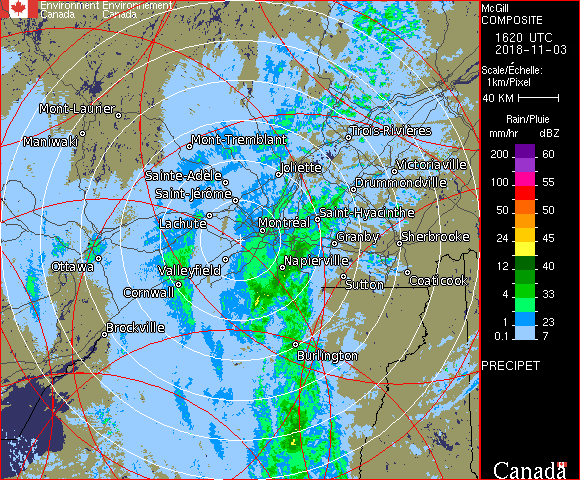 Environment Environnement
Canada Canada
Mont-Laurier
Maniwaki
Mont-Tremblant
Trois-Rivières
Sainte-Adèle
Joliette
Victoriaville
Saint-Jérôme
Drummondville
Lachute
Montréal
Saint-Hyacinthe
Granby
Sherbrooke
Ottawa
Valleyfield
Napierville
Sutton
Coaticook
Cornwall
Brockville
Burlington
McGill
COMPOSITE
1620 UTC
2018-11-03
Scale/Échelle:
1km/Pixel
40 KM
Rain/Pluie
mm/hr dBZ
200 60
100 55
50 50
24 45
12 40
4 33
1 23
0.1 7
PRECIPET
Canada